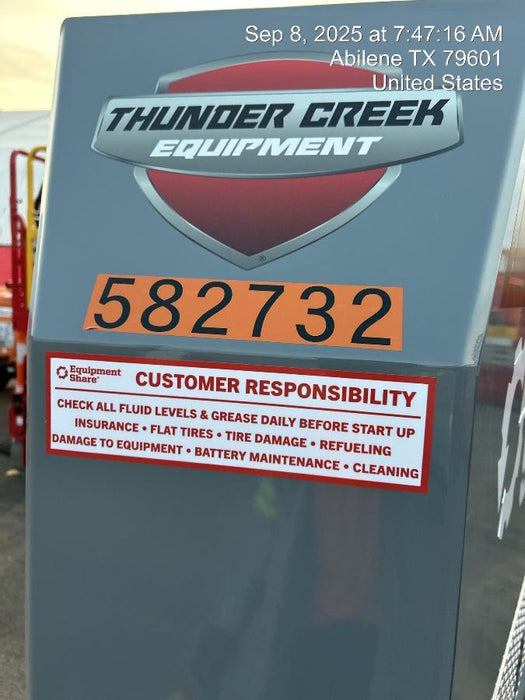 Sep 8, 2025 at 7:47:16 AM
Abilene TX 79601
United States
THUNDER CREEK
EQUIPMENT
®
582732
Equipment
Share®
CUSTOMER RESPONSIBILITY
CHECK ALL FLUID LEVELS & GREASE DAILY BEFORE START UP
INSURANCE • FLAT TIRES • TIRE DAMAGE • REFUELING
DAMAGE TO EQUIPMENT • BATTERY MAINTENANCE • CLEANING